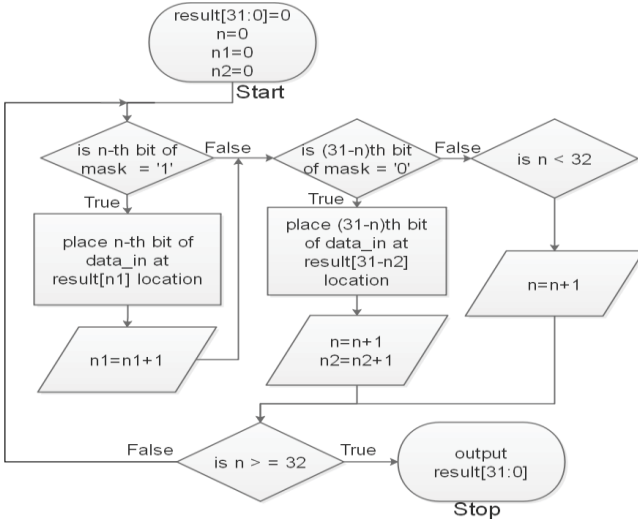 result[31:0]=0
n=0
n1=0
n2=0
Start
is n-th bit of
mask = '1'
False
is (31-n)th bit
of mask = '0'
False
is n < 32
True
True
place n-th bit of
data_in at
result[n1] location
place (31-n)th bit
of data_in at
result[31-n2]
location
n=n+1
n1=n1+1
n=n+1
n2=n2+1
False
is n > = 32
True
output
result[31:0]
Stop